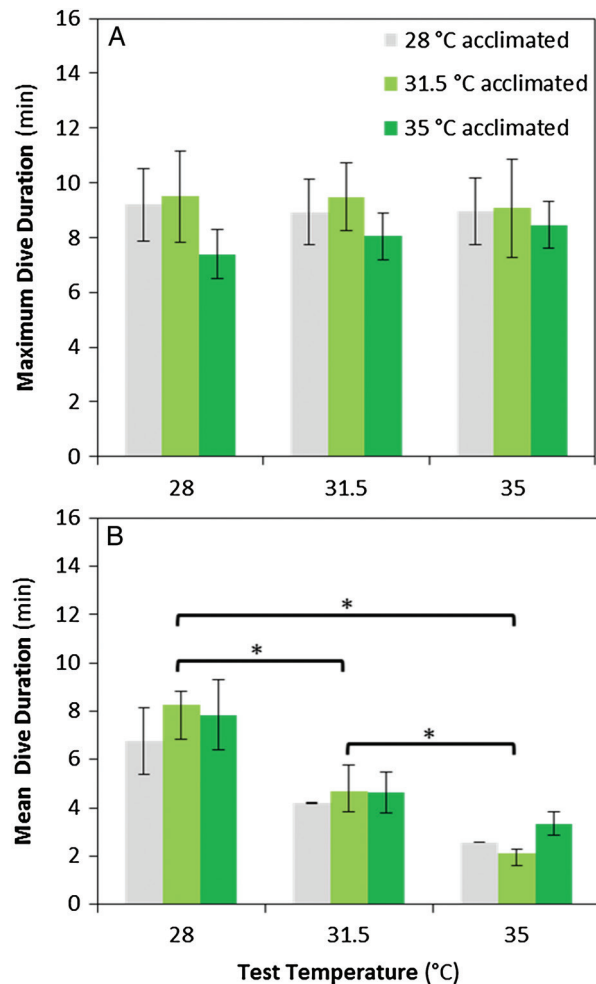 A
28 °C acclimated
31.5 °C acclimated
35 °C acclimated
Maximum Dive Duration (min)
16
14
12
10
8
6
4
2
0
28 31.5 35
B
Mean Dive Duration (min)
16
14
12
10
8
6
4
2
0
*
*
*
28 31.5 35
Test Temperature (°C)